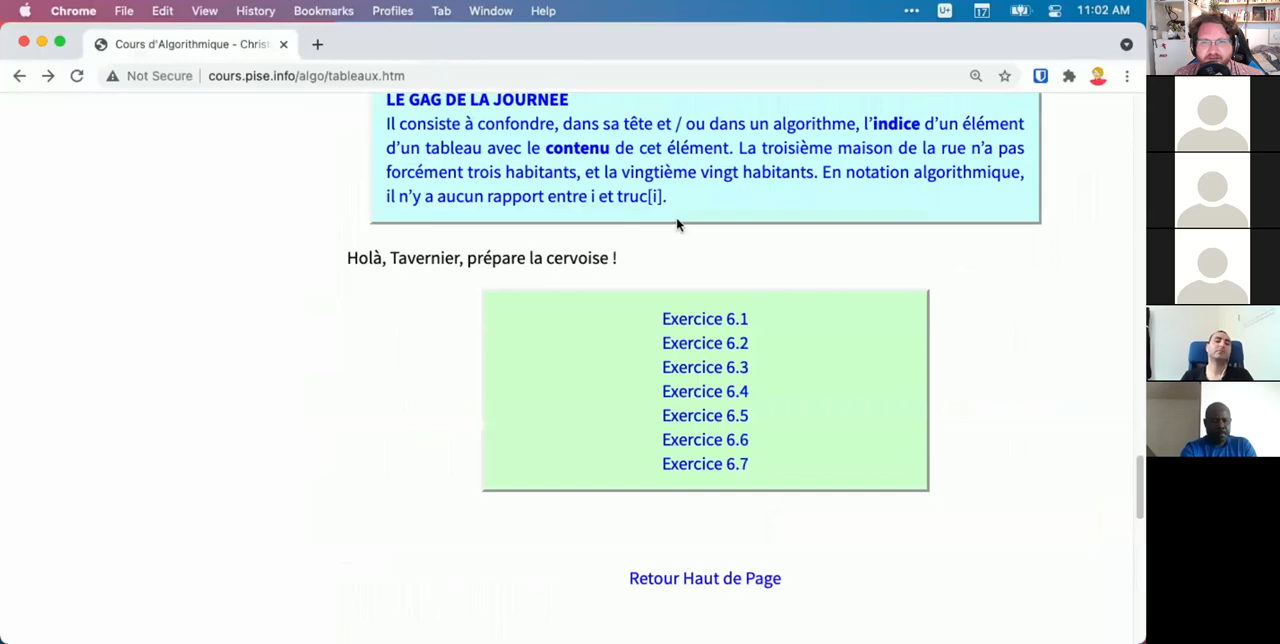 Chrome File Edit View History Bookmarks Profiles Tab Window Help ••• U+ 17 11:02 AM
Cours d'Algorithmique - Chris
Not Secure cours.pise.info/algo/tableaux.htm
LE GAG DE LA JOURNEE
Il consiste à confondre, dans sa tête et / ou dans un algorithme, l’indice d’un élément
d’un tableau avec le contenu de cet élément. La troisième maison de la rue n’a pas
forcément trois habitants, et la vingtième vingt habitants. En notation algorithmique,
il n’y a aucun rapport entre i et truc[i].
Holà, Tavernier, prépare la cervoise !
Exercice 6.1
Exercice 6.2
Exercice 6.3
Exercice 6.4
Exercice 6.5
Exercice 6.6
Exercice 6.7
Retour Haut de Page